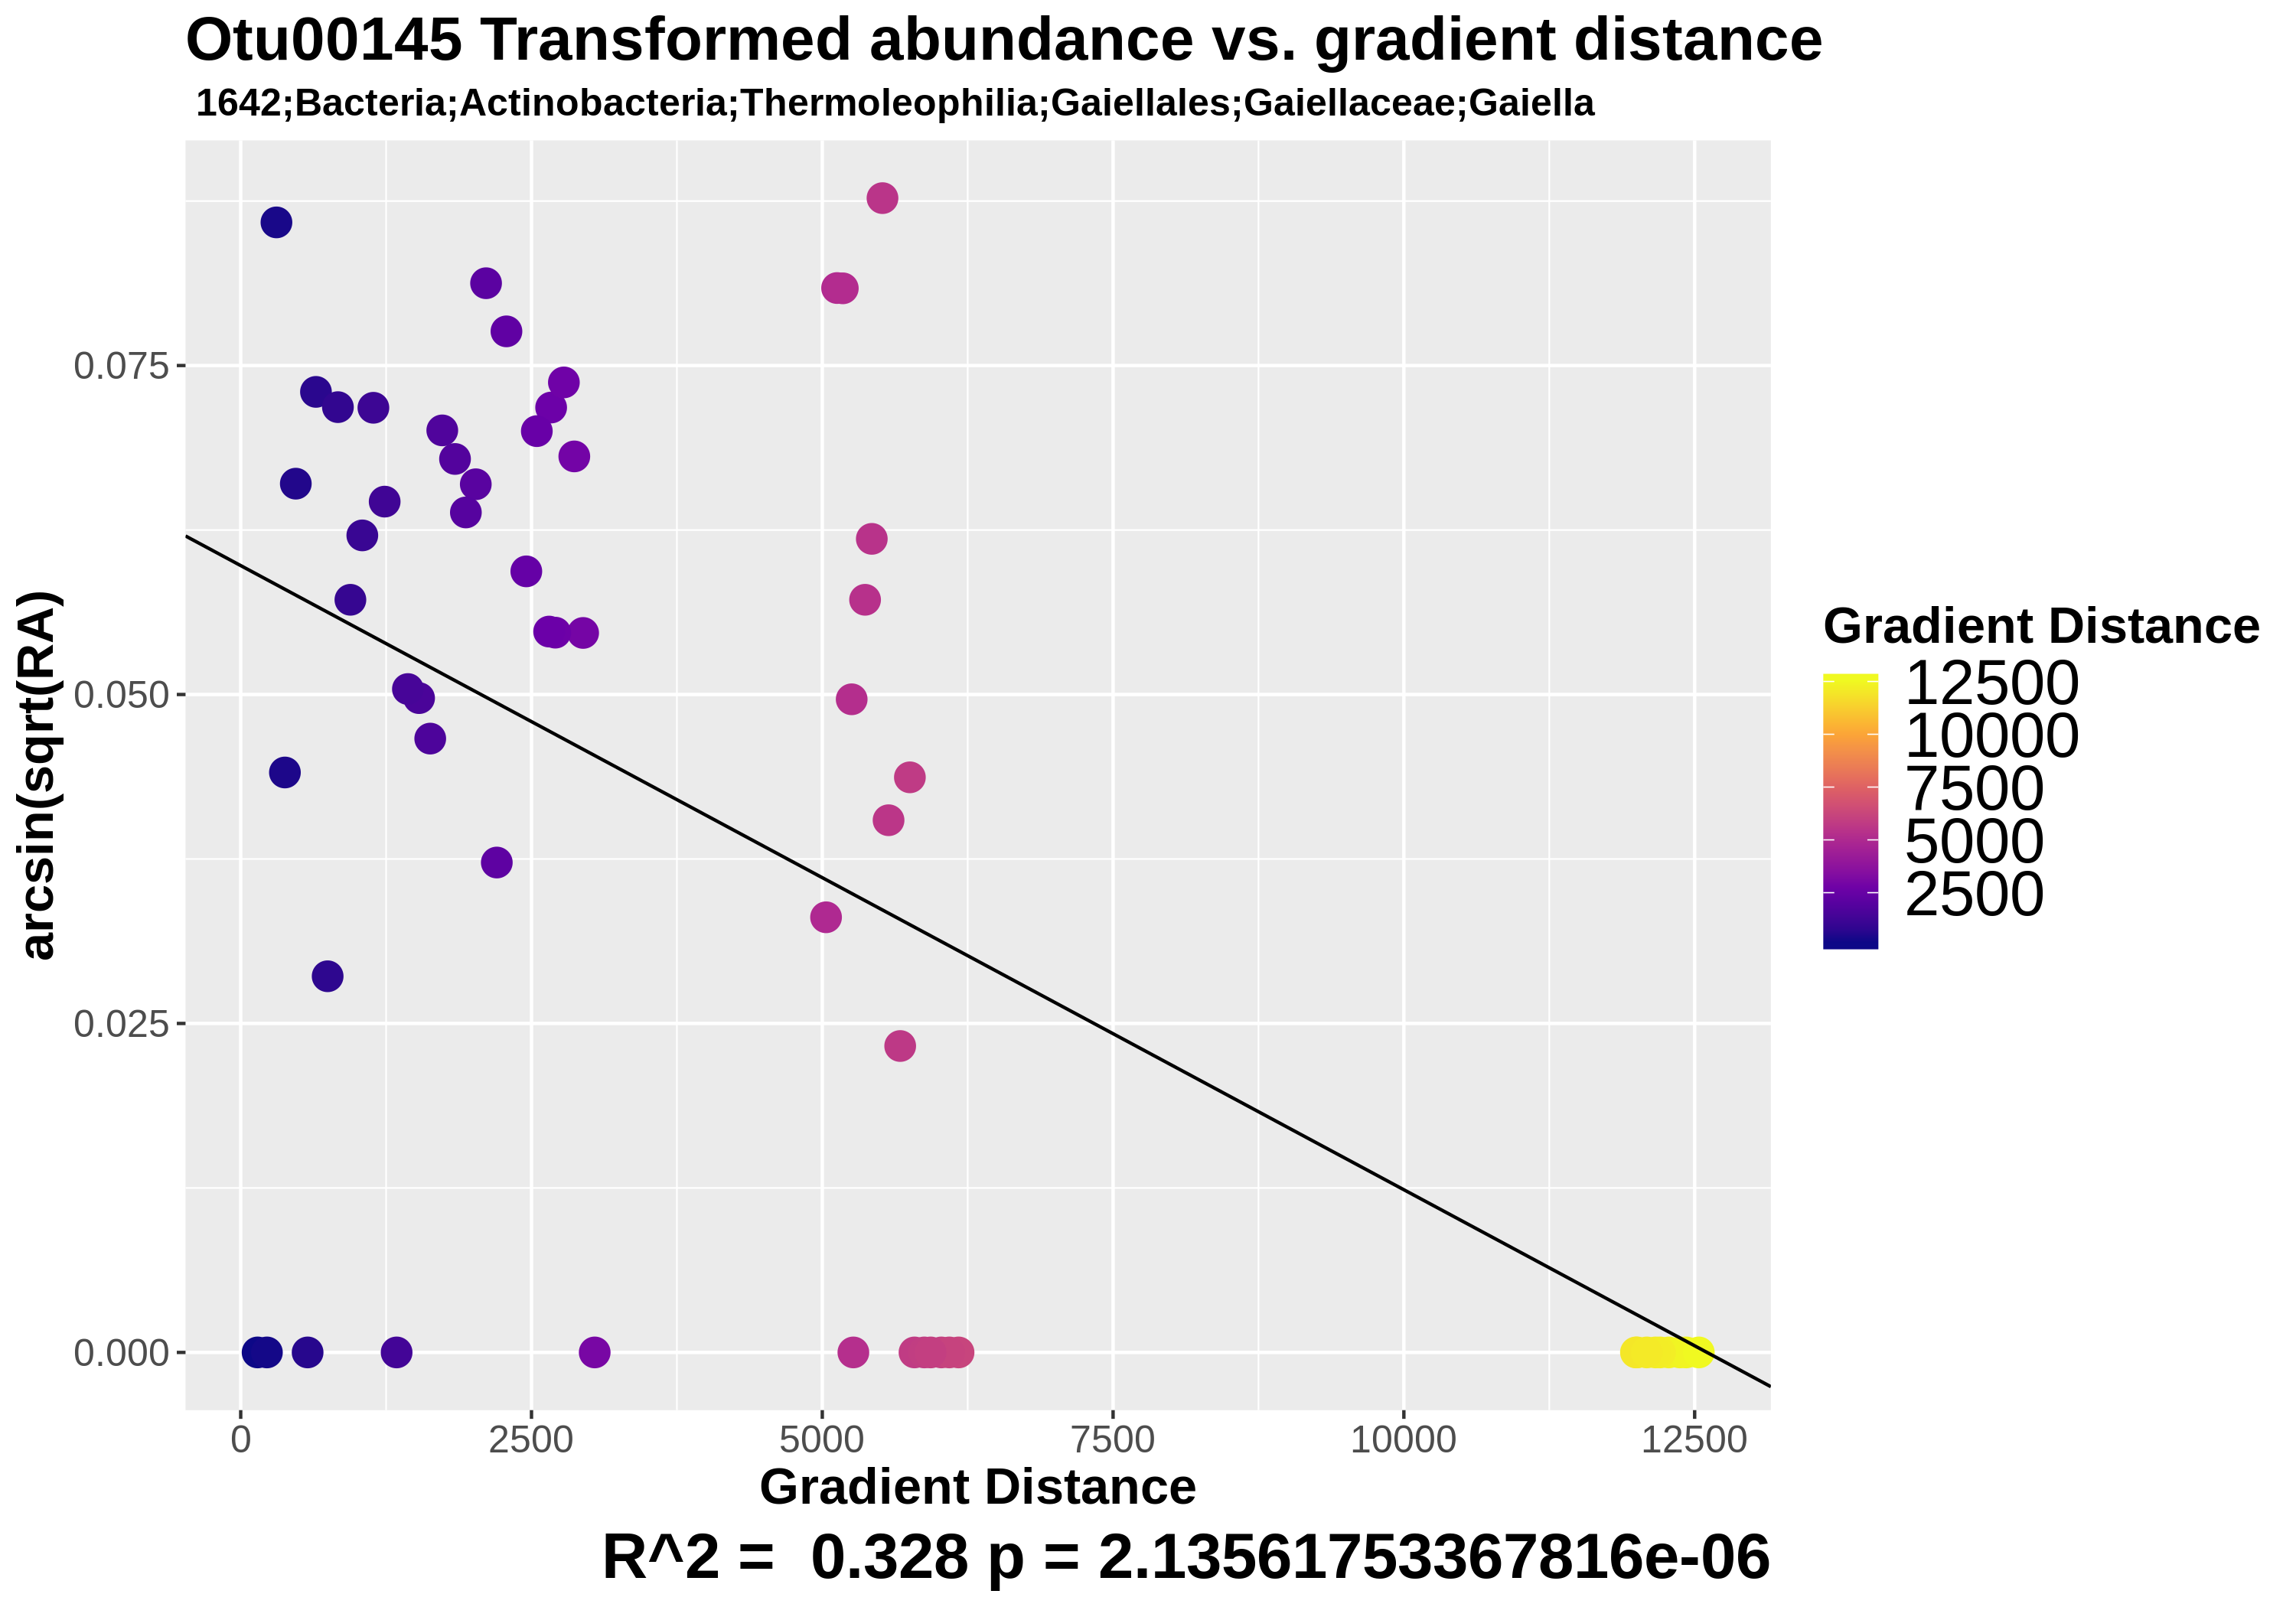 Otu00145 Transformed abundance vs. gradient distance
1642;Bacteria;Actinobacteria;Thermoleophilia;Gaiellales;Gaiellaceae;Gaiella
arcsin(sqrt(RA)
0.075
0.050
0.025
0.000
0
2500
5000
7500
10000
12500
Gradient Distance
R^2 =  0.328 p = 2.13561753367816e-06
Gradient Distance
12500
10000
7500
5000
2500